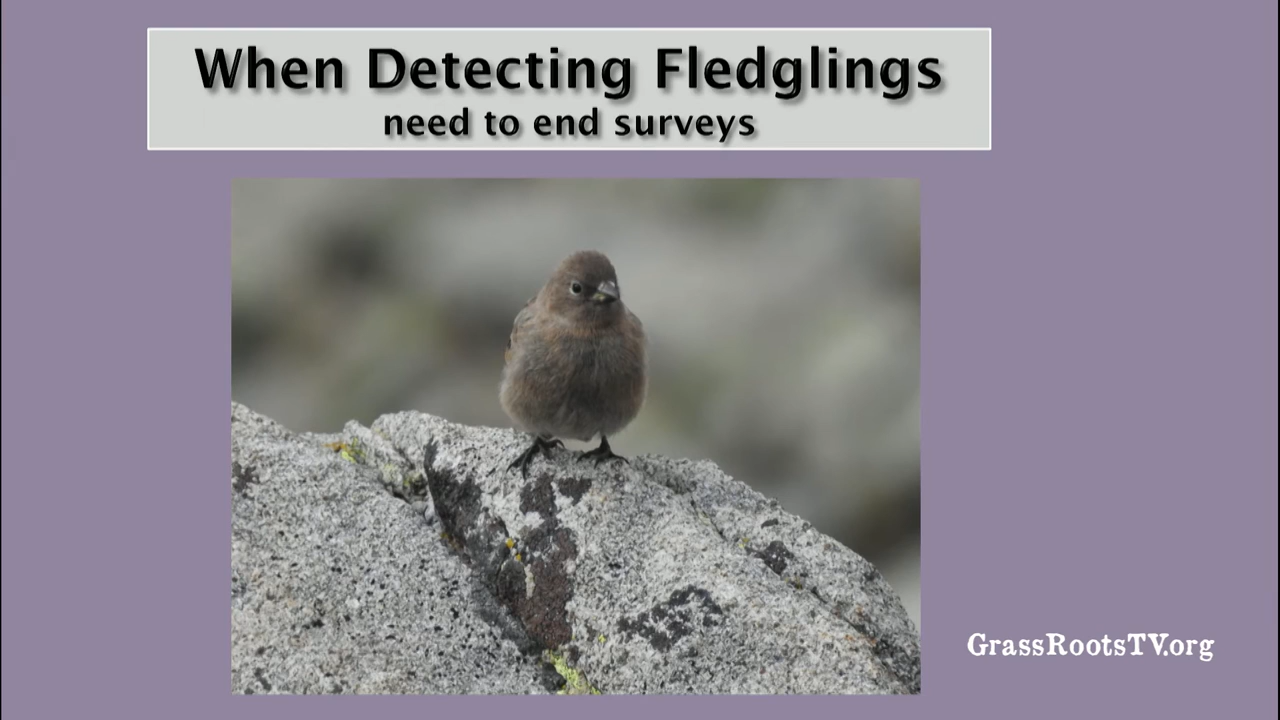 When Detecting Fledglings
need to end surveys
GrassRootsTV.org